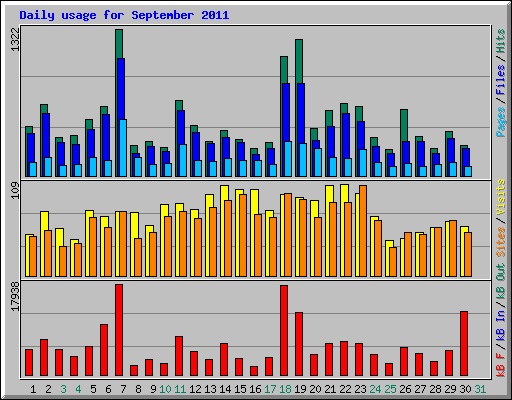 Daily usage for September 2011
1322
Pages / Files / Hits
109
Sites / Visits
17938
kB F / kB In / kB Out
1 2 3 4 5 6 7 8 9 10 11 12 13 14 15 16 17 18 19 20 21 22 23 24 25 26 27 28 29 30 31